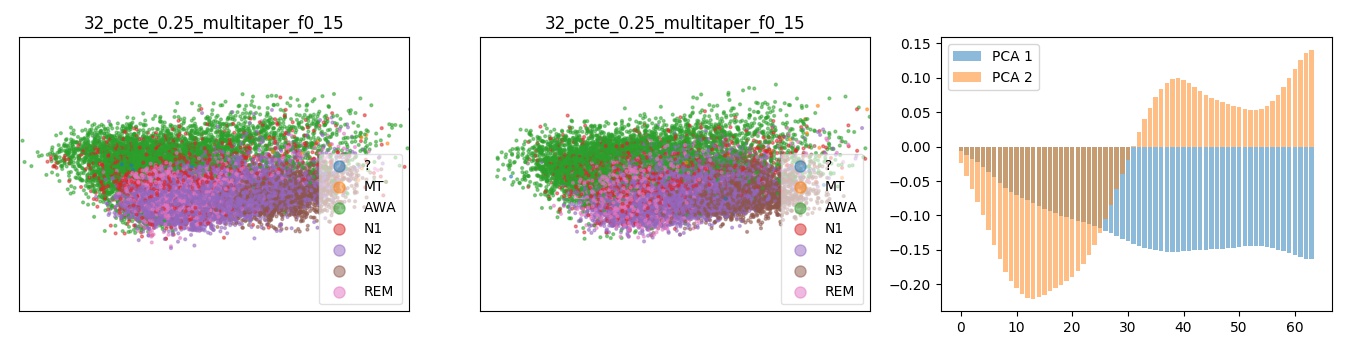 32_pcte_0.25_multitaper_f0_15
?
MT
AWA
N1
N2
N3
REM
32_pcte_0.25_multitaper_f0_15
?
MT
AWA
N1
N2
N3
REM
PCA 1
PCA 2
0.15
0.10
0.05
0.00
−0.05
−0.10
−0.15
−0.20
0 10 20 30 40 50 60